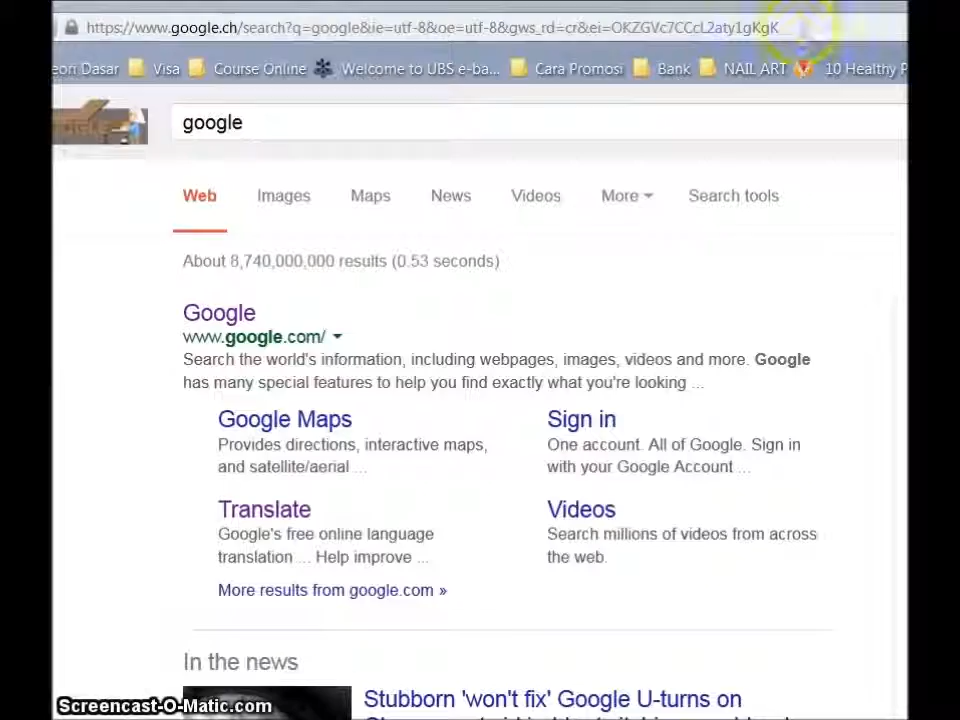 https://www.google.ch/search?q=google&ie=utf-8&oe=utf-8&gws_rd=cr&ei=OKZGVc7CCcL2aty1gKgK
eori Dasar Visa Course Online Welcome to UBS e-ba... Cara Promosi Bank NAIL ART 10 Healthy
google
Web Images Maps News Videos More Search tools
About 8,740,000,000 results (0.53 seconds)
Google
www.google.com/
Search the world's information, including webpages, images, videos and more. Google
has many special features to help you find exactly what you're looking ...
Google Maps
Provides directions, interactive maps,
and satellite/aerial ...
Sign in
One account. All of Google. Sign in
with your Google Account ...
Translate
Google's free online language
translation ... Help improve ...
Videos
Search millions of videos from across
the web.
More results from google.com »
In the news
Stubborn 'won't fix' Google U-turns on
Screencast-O-Matic.com